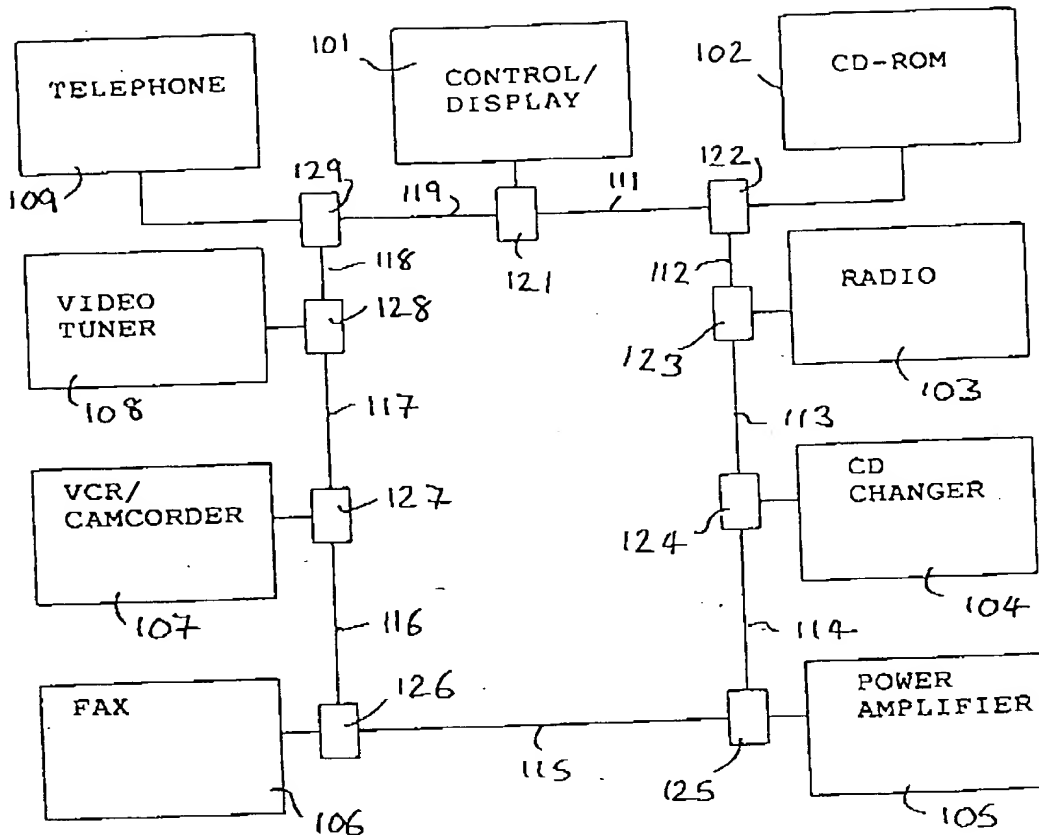 TELEPHONE
109
101
CONTROL/
DISPLAY
102
CD-ROM
129
119
111
122
121
118
112
VIDEO
TUNER
108
128
RADIO
123
103
117
113
VCR/
CAMCORDER
107
127
CD
CHANGER
124
104
116
114
FAX
106
126
115
125
POWER
AMPLIFIER
105